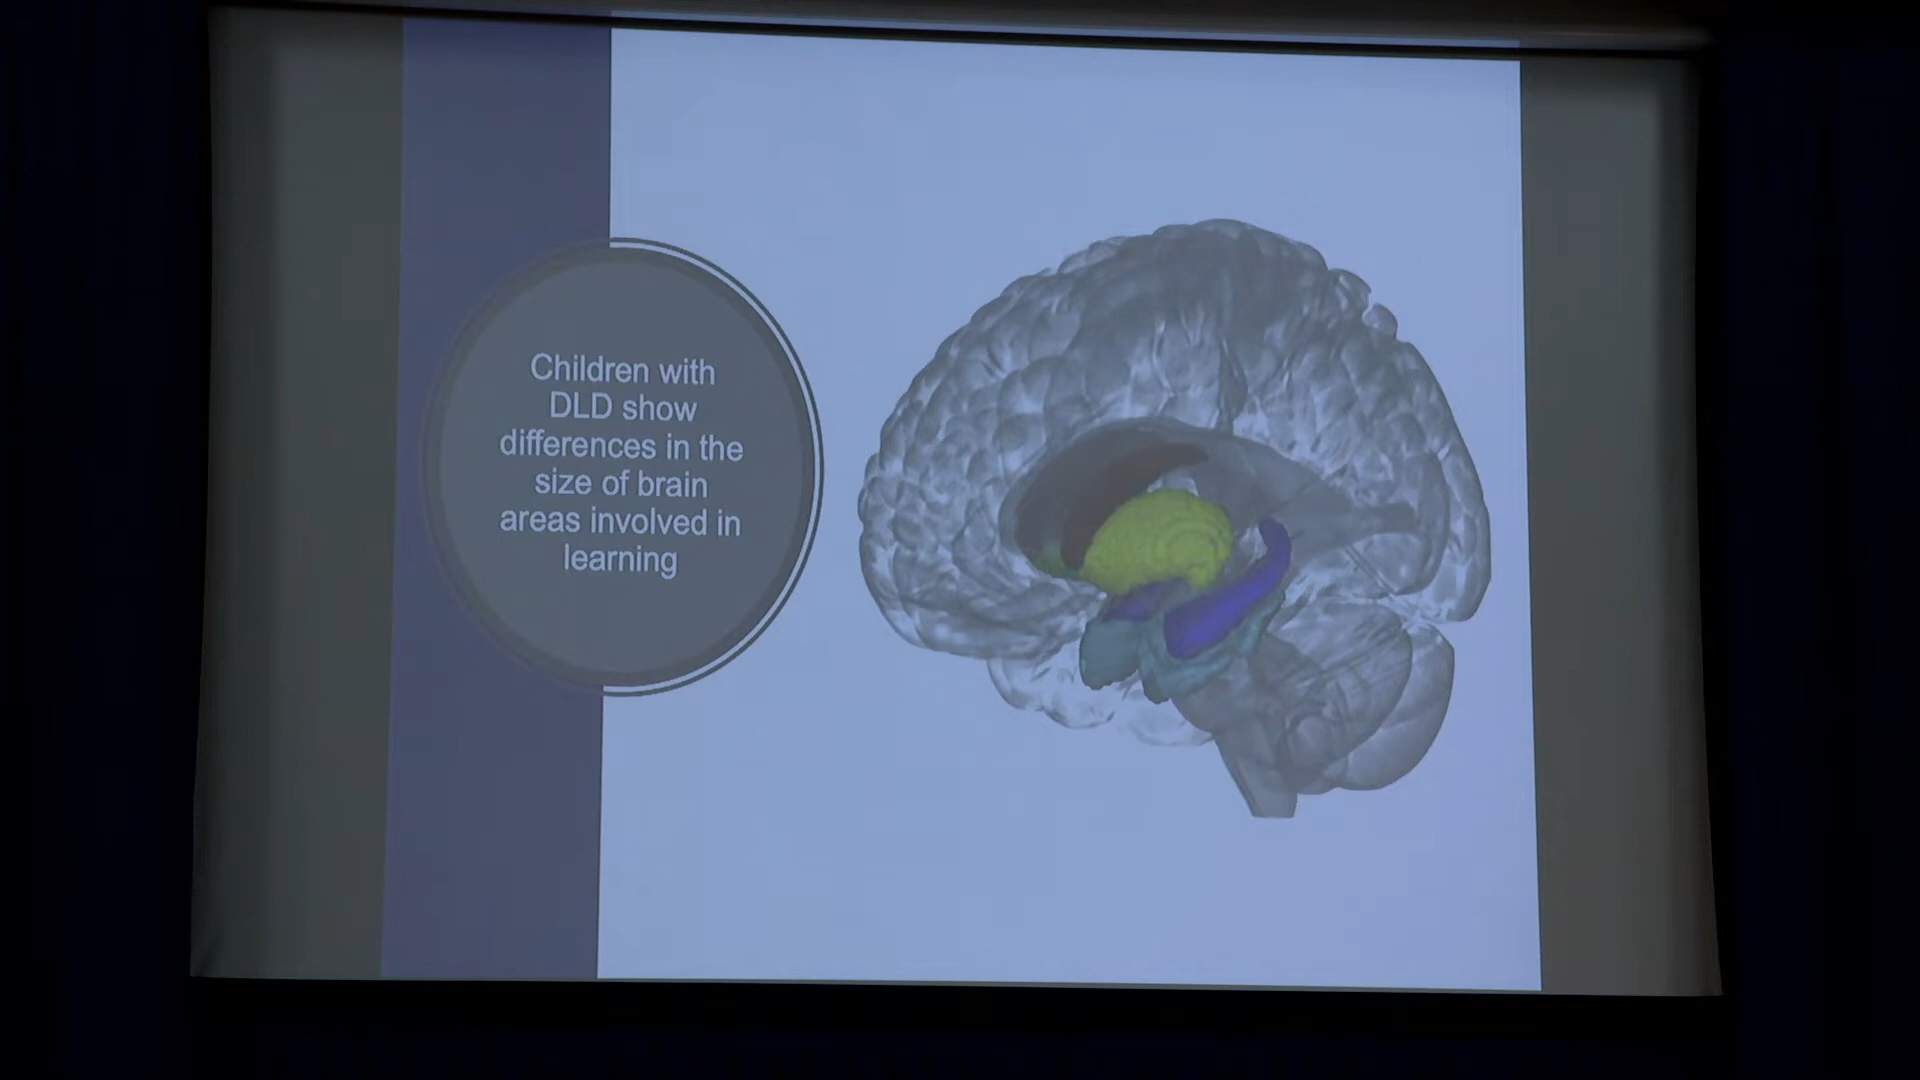 Children with
DLD show
differences in the
size of brain
areas involved in
learning